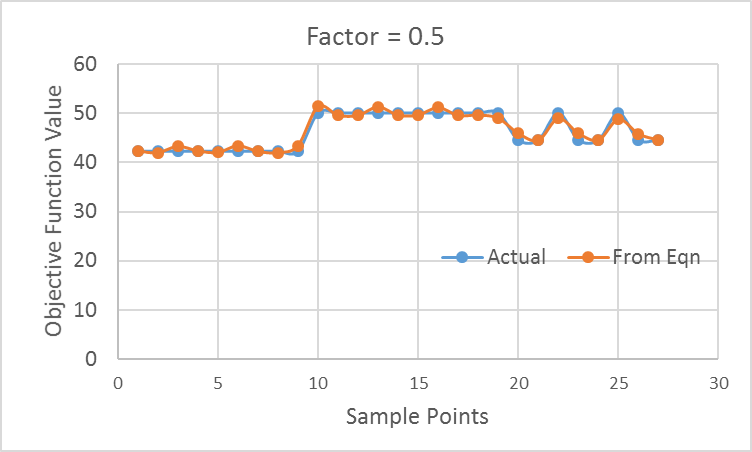 Factor = 0.5
Objective Function Value
60
50
40
30
20
10
0
Actual
From Eqn
0 5 10 15 20 25 30
Sample Points